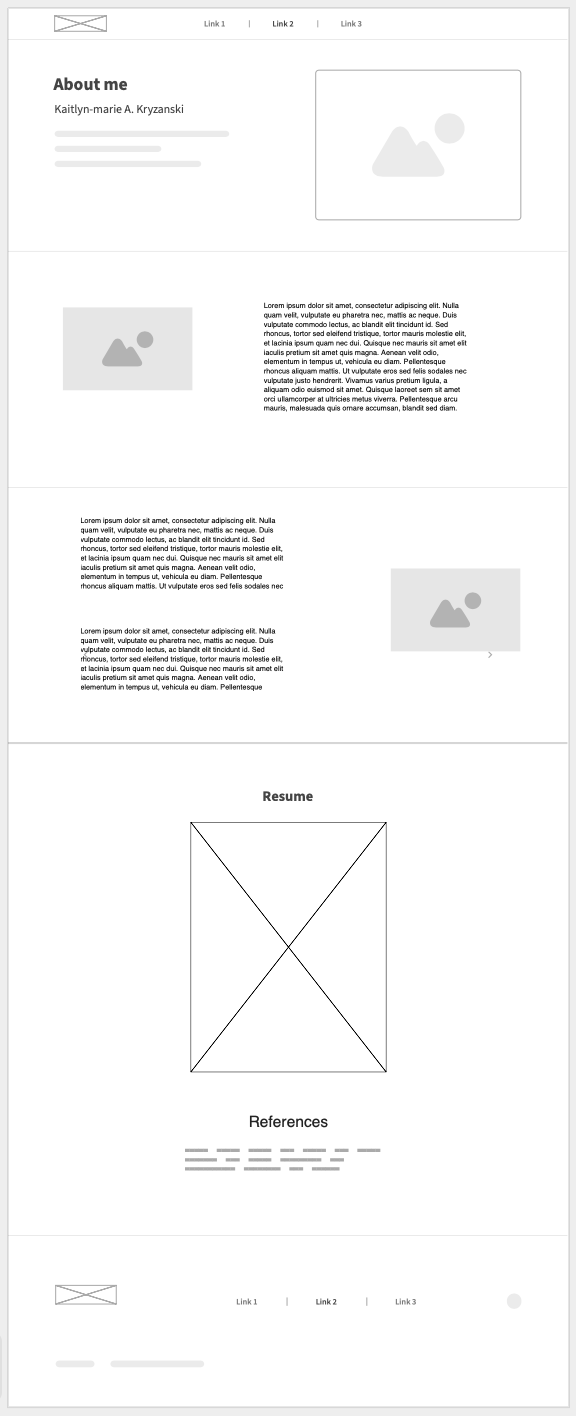 Link 1 | Link 2 | Link 3
About me
Kaitlyn-marie A. Kryzanski
Lorem ipsum dolor sit amet, consectetur adipiscing elit. Nulla
quam velit, vulputate eu pharetra nec, mattis ac neque. Duis
vulputate commodo lectus, ac blandit elit tincidunt id. Sed
rhoncus, tortor sed eleifend tristique, tortor mauris molestie elit,
et lacinia ipsum quam nec dui. Quisque nec mauris sit amet elit
iaculis pretium sit amet quis magna. Aenean velit odio,
elementum in tempus ut, vehicula eu diam. Pellentesque
rhoncus aliquam mattis. Ut vulputate eros sed felis sodales nec
vulputate justo hendrerit. Vivamus varius pretium ligula, a
aliquam odio euismod sit amet. Quisque laoreet sem sit amet
orci ullamcorper at ultricies metus viverra. Pellentesque arcu
mauris, malesuada quis ornare accumsan, blandit sed diam.
Lorem ipsum dolor sit amet, consectetur adipiscing elit. Nulla
quam velit, vulputate eu pharetra nec, mattis ac neque. Duis
vulputate commodo lectus, ac blandit elit tincidunt id. Sed
rhoncus, tortor sed eleifend tristique, tortor mauris molestie elit,
et lacinia ipsum quam nec dui. Quisque nec mauris sit amet elit
iaculis pretium sit amet quis magna. Aenean velit odio,
elementum in tempus ut, vehicula eu diam. Pellentesque
rhoncus aliquam mattis. Ut vulputate eros sed felis sodales nec
Lorem ipsum dolor sit amet, consectetur adipiscing elit. Nulla
quam velit, vulputate eu pharetra nec, mattis ac neque. Duis
vulputate commodo lectus, ac blandit elit tincidunt id. Sed
rhoncus, tortor sed eleifend tristique, tortor mauris molestie elit,
et lacinia ipsum quam nec dui. Quisque nec mauris sit amet elit
iaculis pretium sit amet quis magna. Aenean velit odio,
elementum in tempus ut, vehicula eu diam. Pellentesque
Resume
References
Link 1 | Link 2 | Link 3